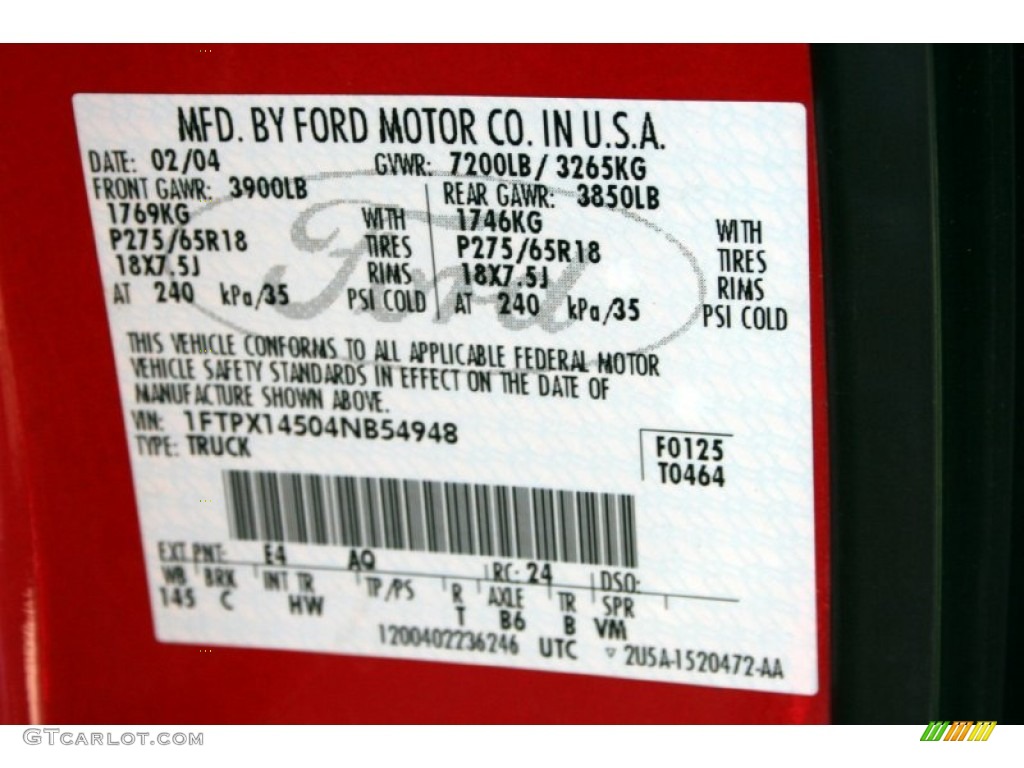 MFD. BY FORD MOTOR CO. IN U.S.A.
DATE: 02/04 GVWR: 7200LB / 3265KG
FRONT GAWR: 3900LB REAR GAWR: 3850LB
1769KG WITH 1746KG WITH
P275/65R18 TIRES P275/65R18 TIRES
18X7.5J RIMS 18X7.5J RIMS
AT 240 kPa/35 PSI COLD AT 240 kPa/35 PSI COLD
Ford
THIS VEHICLE CONFORMS TO ALL APPLICABLE FEDERAL MOTOR
VEHICLE SAFETY STANDARDS IN EFFECT ON THE DATE OF
MANUFACTURE SHOWN ABOVE.
VIN: 1FTPX14504NB54948
TYPE: TRUCK
F0125
T0464
EXT PNT: E4 AQ RC: 24 DSO:
WB BRK INT TR TP/PS R AXLE TR SPR
145 C HW T B6 B VM
1200402236246 UTC ▽ 2U5A-1520472-AA
GTCARLOT.COM